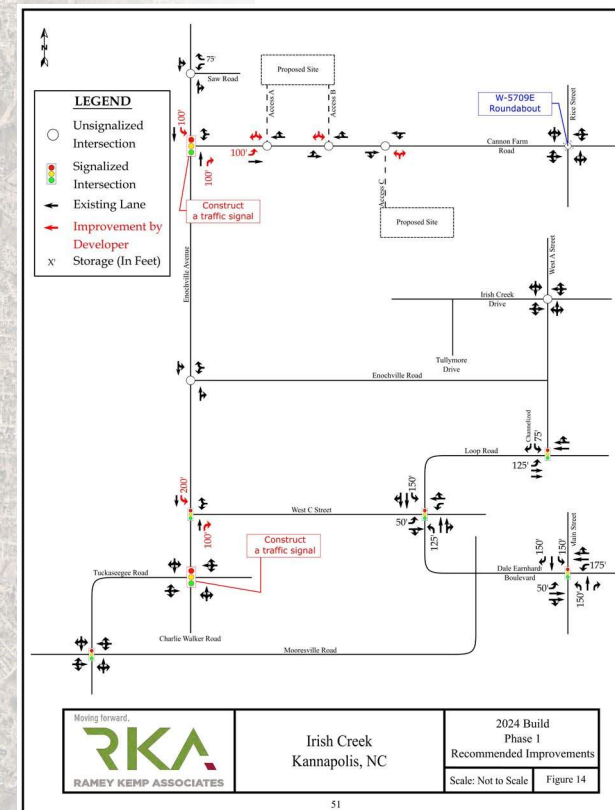 N
LEGEND
Unsignalized
Intersection
Signalized
Intersection
Existing Lane
Improvement by
Developer
X' Storage (In Feet)
75'
Saw Road
Proposed Site
Access A
Access B
W-5709E
Roundabout
Rice Street
100'
100'
100'
Cannon Farm
Road
Construct
a traffic signal
Access C
Proposed Site
Enochville Avenue
West A Street
Irish Creek
Drive
Tullymore
Drive
Enochville Road
Channelized
75'
Loop Road
125'
200'
150'
West C Street
50'
100'
125'
Construct
a traffic signal
Main Street
150'
150'
Tuckaseegee Road
Dale Earnhardt
Boulevard
175'
50'
150'
Charlie Walker Road
Mooresville Road
Moving forward.
RKA
RAMEY KEMP ASSOCIATES
Irish Creek
Kannapolis, NC
2024 Build
Phase 1
Recommended Improvements
Scale: Not to Scale
Figure 14
51